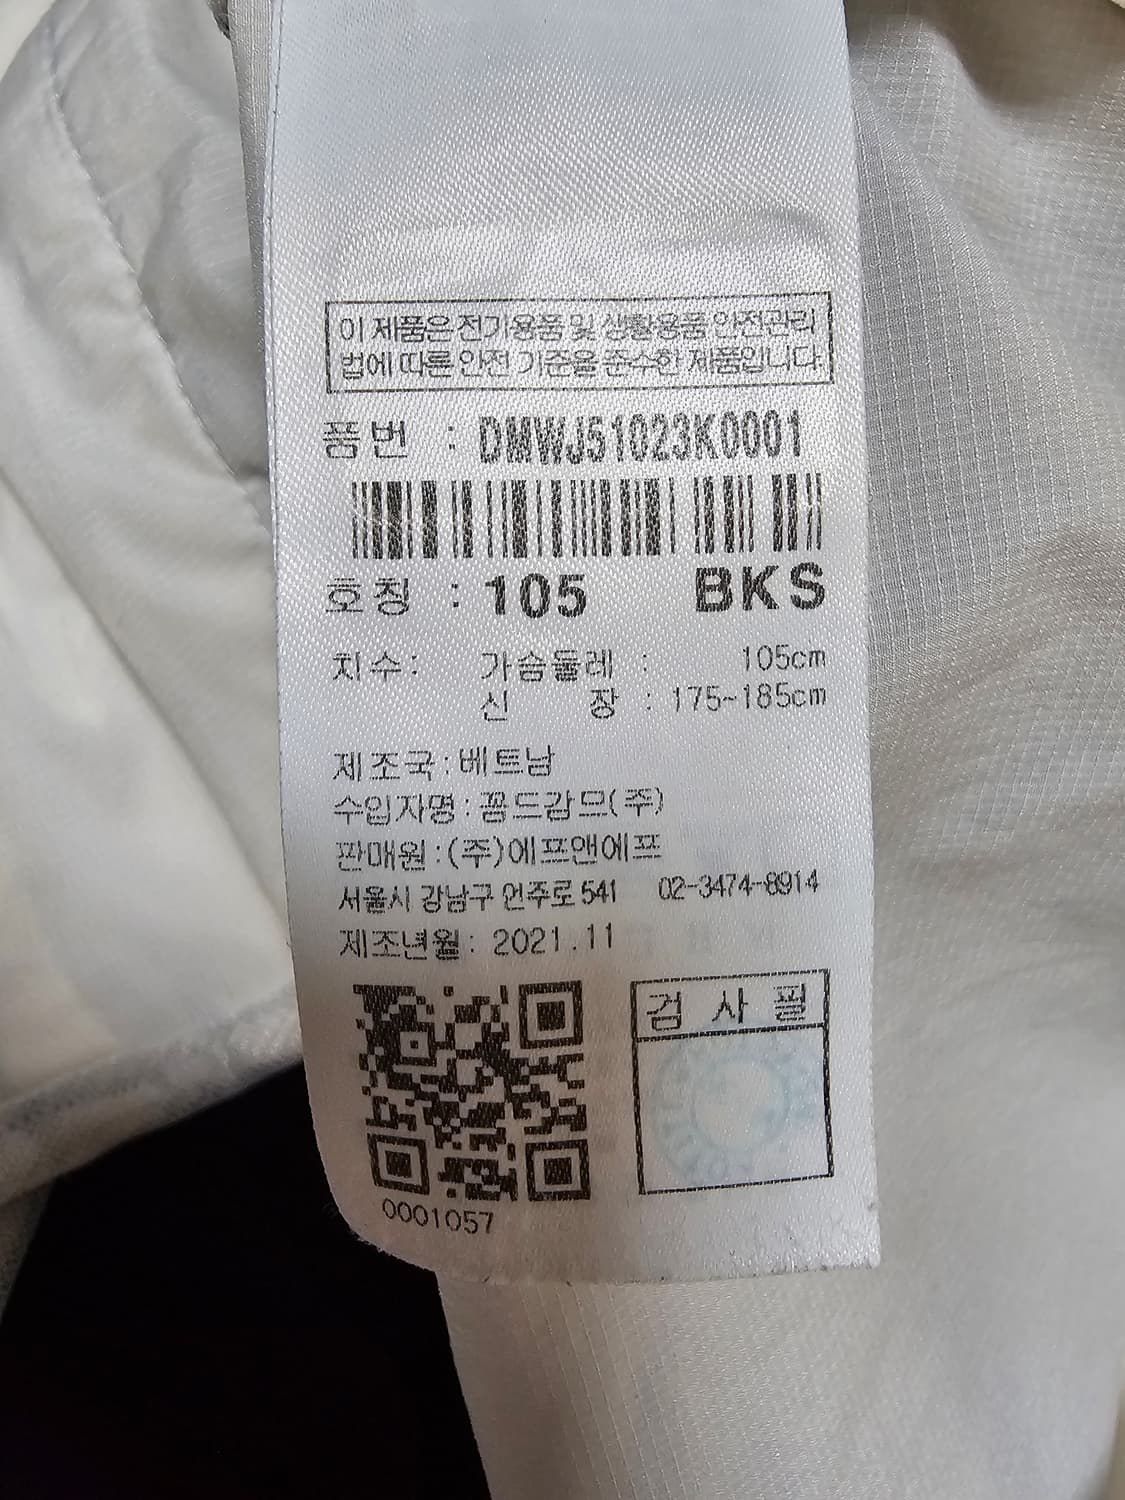 이 제품은 전기용품 및 생활용품 안전관리
법에 따른 안전 기준을 준수한 제품입니다.
품번 : DMWJ51023K0001
호칭 : 105 BKS
치수: 가슴둘레 : 105cm
신 장 : 175~185cm
제조국:베트남
수입자명:꼼드감므(주)
판매원:(주)에프앤에프
서울시 강남구 언주로 541 02-3474-8914
제조년월: 2021.11
검 사 필
0001057